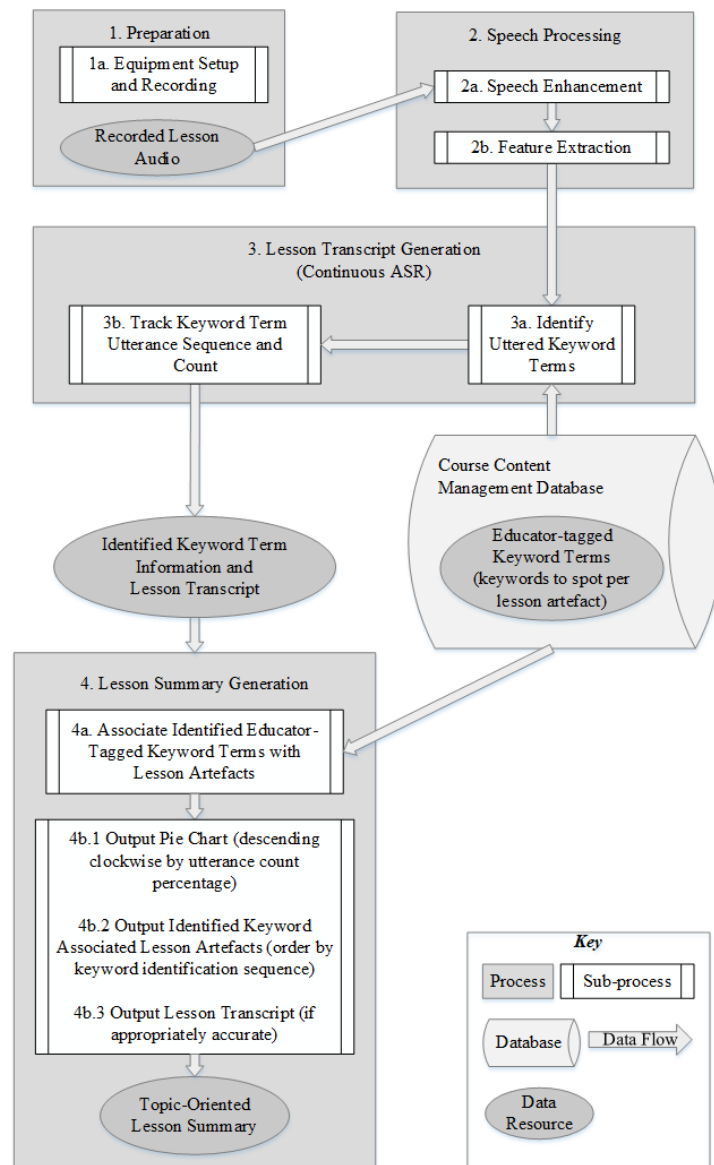 1. Preparation
1a. Equipment Setup
and Recording
Recorded Lesson
Audio
2. Speech Processing
2a. Speech Enhancement
2b. Feature Extraction
3. Lesson Transcript Generation
(Continuous ASR)
3b. Track Keyword Term
Utterance Sequence and
Count
3a. Identify
Uttered Keyword
Terms
Course Content
Management Database
Educator-tagged
Keyword Terms
(keywords to spot per
lesson artefact)
Identified Keyword Term
Information and
Lesson Transcript
4. Lesson Summary Generation
4a. Associate Identified Educator-
Tagged Keyword Terms with
Lesson Artefacts
4b.1 Output Pie Chart (descending
clockwise by utterance count
percentage)
4b.2 Output Identified Keyword
Associated Lesson Artefacts (order by
keyword identification sequence)
4b.3 Output Lesson Transcript (if
appropriately accurate)
Topic-Oriented
Lesson Summary
Key
Process
Sub-process
Database
Data Flow
Data
Resource